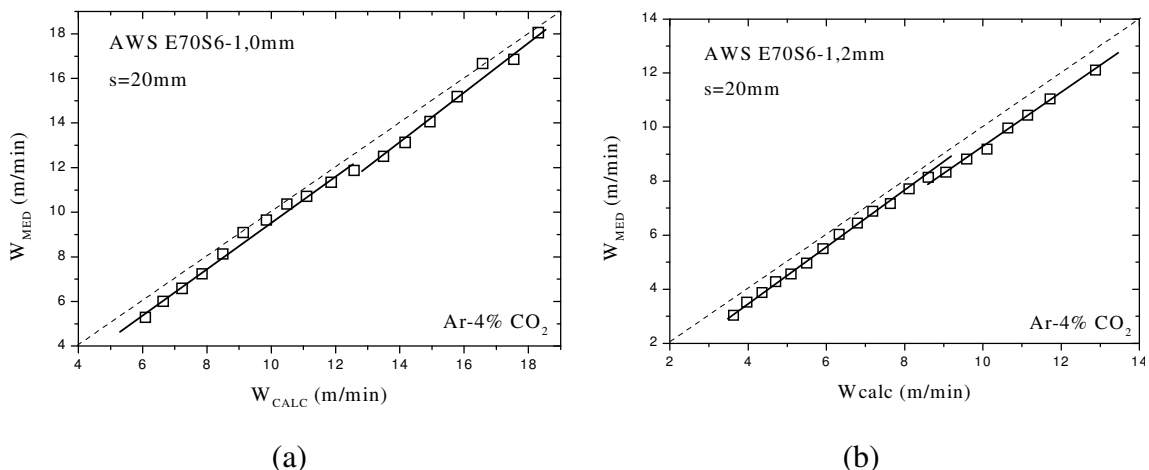 AWS E70S6-1,0mm
s=20mm
18
16
14
12
10
8
6
4
W_MED (m/min)
Ar-4% CO₂
4 6 8 10 12 14 16 18
W_CALC (m/min)
(a)
AWS E70S6-1,2mm
s=20mm
14
12
10
8
6
4
2
W_MED (m/min)
Ar-4% CO₂
2 4 6 8 10 12 14
Wcalc (m/min)
(b)